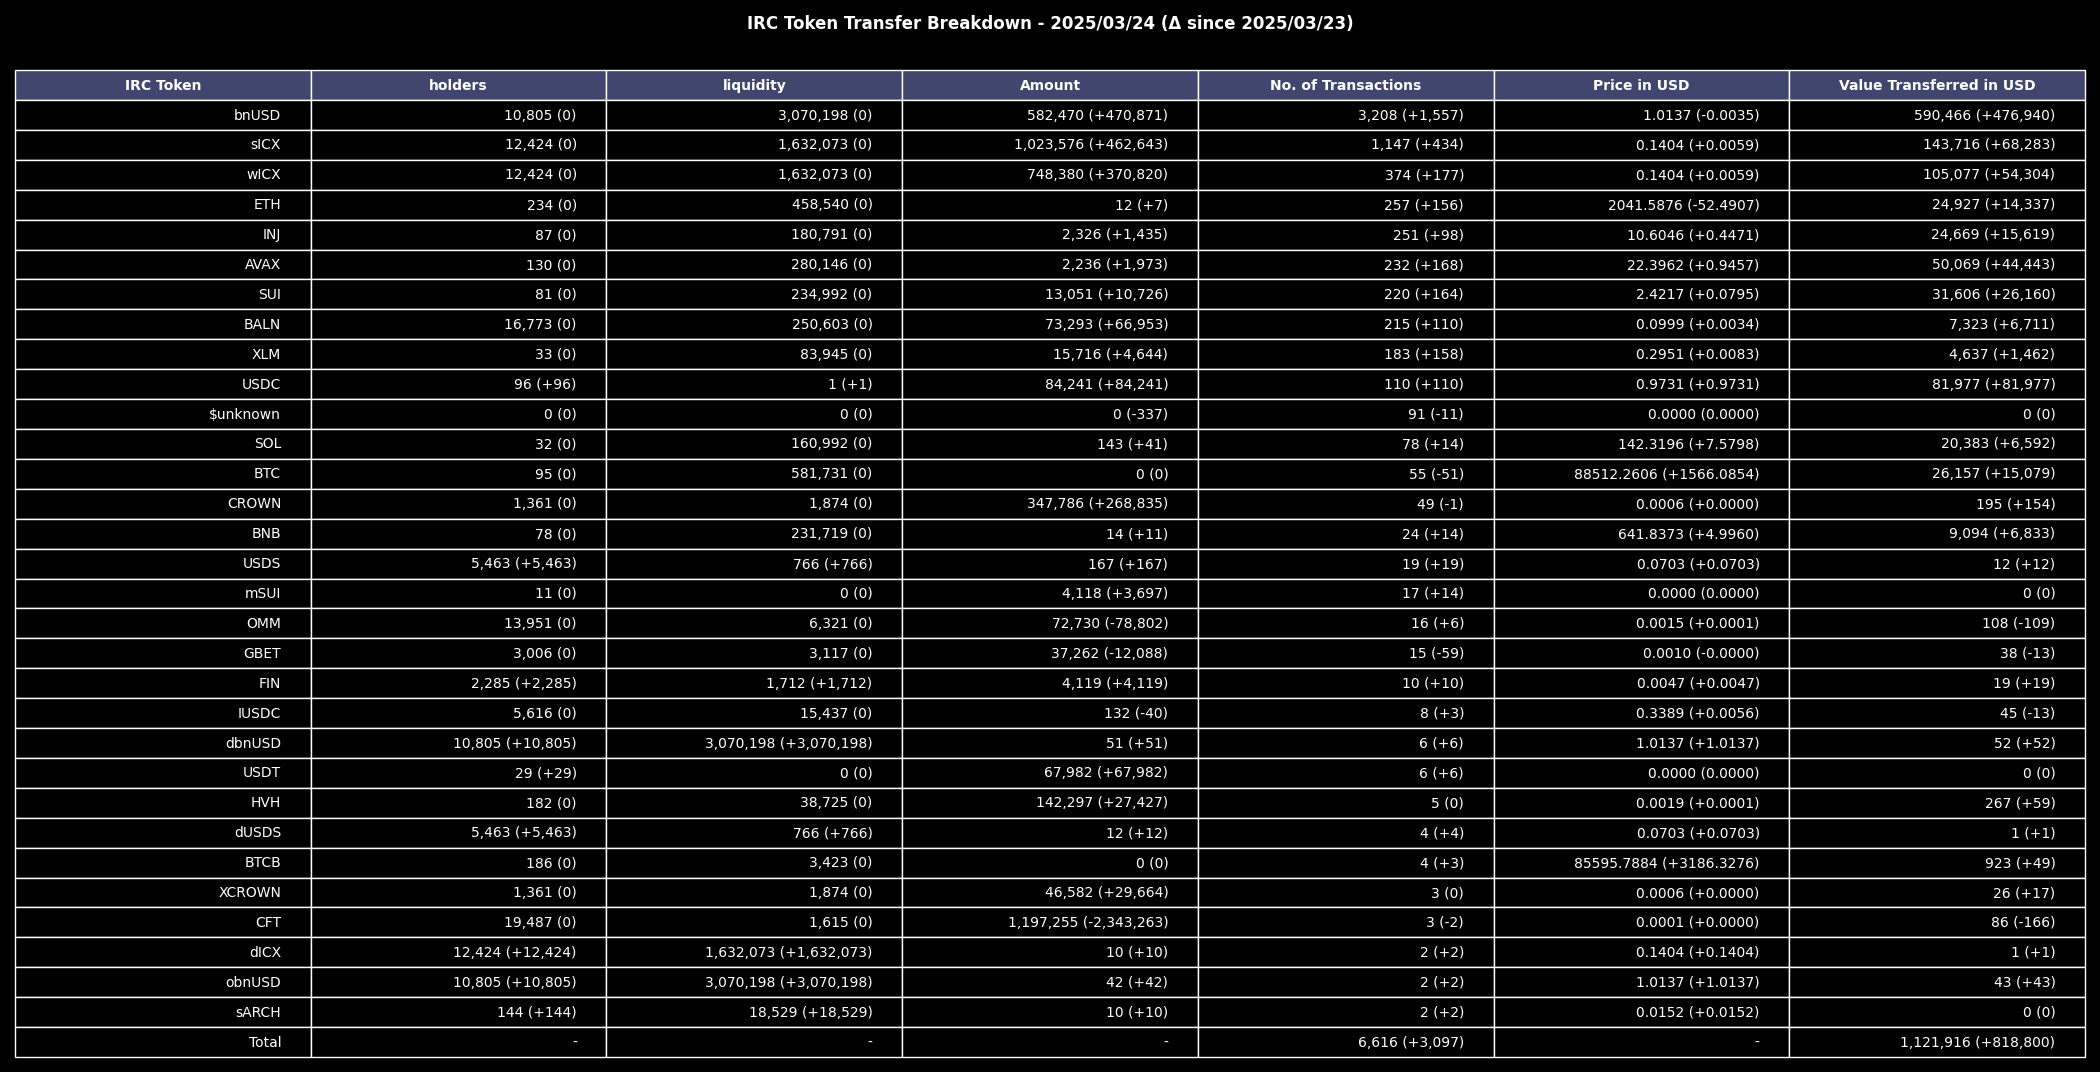 IRC Token Transfer Breakdown - 2025/03/24 (Δ since 2025/03/23)
IRC Token holders liquidity Amount No. of Transactions Price in USD Value Transferred in USD
bnUSD 10,805 (0) 3,070,198 (0) 582,470 (+470,871) 3,208 (+1,557) 1.0137 (-0.0035) 590,466 (+476,940)
sICX 12,424 (0) 1,632,073 (0) 1,023,576 (+462,643) 1,147 (+434) 0.1404 (+0.0059) 143,716 (+68,283)
wICX 12,424 (0) 1,632,073 (0) 748,380 (+370,820) 374 (+177) 0.1404 (+0.0059) 105,077 (+54,304)
ETH 234 (0) 458,540 (0) 12 (+7) 257 (+156) 2041.5876 (-52.4907) 24,927 (+14,337)
INJ 87 (0) 180,791 (0) 2,326 (+1,435) 251 (+98) 10.6046 (+0.4471) 24,669 (+15,619)
AVAX 130 (0) 280,146 (0) 2,236 (+1,973) 232 (+168) 22.3962 (+0.9457) 50,069 (+44,443)
SUI 81 (0) 234,992 (0) 13,051 (+10,726) 220 (+164) 2.4217 (+0.0795) 31,606 (+26,160)
BALN 16,773 (0) 250,603 (0) 73,293 (+66,953) 215 (+110) 0.0999 (+0.0034) 7,323 (+6,711)
XLM 33 (0) 83,945 (0) 15,716 (+4,644) 183 (+158) 0.2951 (+0.0083) 4,637 (+1,462)
USDC 96 (+96) 1 (+1) 84,241 (+84,241) 110 (+110) 0.9731 (+0.9731) 81,977 (+81,977)
$unknown 0 (0) 0 (0) 0 (-337) 91 (-11) 0.0000 (0.0000) 0 (0)
SOL 32 (0) 160,992 (0) 143 (+41) 78 (+14) 142.3196 (+7.5798) 20,383 (+6,592)
BTC 95 (0) 581,731 (0) 0 (0) 55 (-51) 88512.2606 (+1566.0854) 26,157 (+15,079)
CROWN 1,361 (0) 1,874 (0) 347,786 (+268,835) 49 (-1) 0.0006 (+0.0000) 195 (+154)
BNB 78 (0) 231,719 (0) 14 (+11) 24 (+14) 641.8373 (+4.9960) 9,094 (+6,833)
USDS 5,463 (+5,463) 766 (+766) 167 (+167) 19 (+19) 0.0703 (+0.0703) 12 (+12)
mSUI 11 (0) 0 (0) 4,118 (+3,697) 17 (+14) 0.0000 (0.0000) 0 (0)
OMM 13,951 (0) 6,321 (0) 72,730 (-78,802) 16 (+6) 0.0015 (+0.0001) 108 (-109)
GBET 3,006 (0) 3,117 (0) 37,262 (-12,088) 15 (-59) 0.0010 (-0.0000) 38 (-13)
FIN 2,285 (+2,285) 1,712 (+1,712) 4,119 (+4,119) 10 (+10) 0.0047 (+0.0047) 19 (+19)
IUSDC 5,616 (0) 15,437 (0) 132 (-40) 8 (+3) 0.3389 (+0.0056) 45 (-13)
dbnUSD 10,805 (+10,805) 3,070,198 (+3,070,198) 51 (+51) 6 (+6) 1.0137 (+1.0137) 52 (+52)
USDT 29 (+29) 0 (0) 67,982 (+67,982) 6 (+6) 0.0000 (0.0000) 0 (0)
HVH 182 (0) 38,725 (0) 142,297 (+27,427) 5 (0) 0.0019 (+0.0001) 267 (+59)
dUSDS 5,463 (+5,463) 766 (+766) 12 (+12) 4 (+4) 0.0703 (+0.0703) 1 (+1)
BTCB 186 (0) 3,423 (0) 0 (0) 4 (+3) 85595.7884 (+3186.3276) 923 (+49)
XCROWN 1,361 (0) 1,874 (0) 46,582 (+29,664) 3 (0) 0.0006 (+0.0000) 26 (+17)
CFT 19,487 (0) 1,615 (0) 1,197,255 (-2,343,263) 3 (-2) 0.0001 (+0.0000) 86 (-166)
dICX 12,424 (+12,424) 1,632,073 (+1,632,073) 10 (+10) 2 (+2) 0.1404 (+0.1404) 1 (+1)
obnUSD 10,805 (+10,805) 3,070,198 (+3,070,198) 42 (+42) 2 (+2) 1.0137 (+1.0137) 43 (+43)
sARCH 144 (+144) 18,529 (+18,529) 10 (+10) 2 (+2) 0.0152 (+0.0152) 0 (0)
Total - - - 6,616 (+3,097) - 1,121,916 (+818,800)